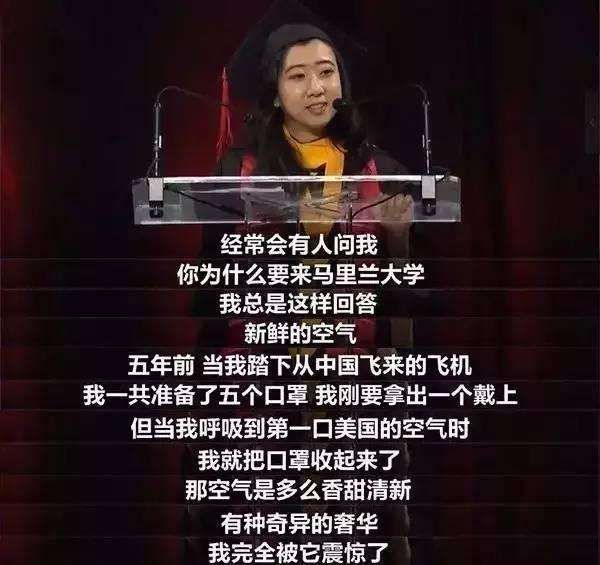 经常会有人问我
你为什么要来马里兰大学
我总是这样回答
新鲜的空气
五年前 当我踏下从中国飞来的飞机
我一共准备了五个口罩 我刚要拿出一个戴上
但当我呼吸到第一口美国的空气时
我就把口罩收起来了
那空气是多么香甜清新
有种奇异的奢华
我完全被它震惊了